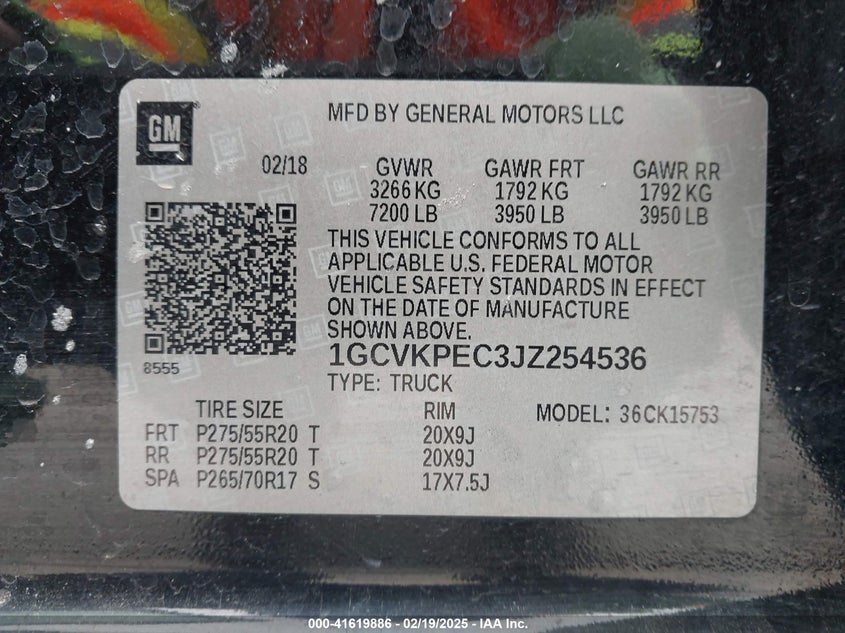 GM
MFD BY GENERAL MOTORS LLC
02/18 GVWR GAWR FRT GAWR RR
3266 KG 1792 KG 1792 KG
7200 LB 3950 LB 3950 LB
THIS VEHICLE CONFORMS TO ALL
APPLICABLE U.S. FEDERAL MOTOR
VEHICLE SAFETY STANDARDS IN EFFECT
ON THE DATE OF MANUFACTURE
SHOWN ABOVE.
8555
1GCVKPEC3JZ254536
TYPE: TRUCK
TIRE SIZE RIM MODEL: 36CK15753
FRT P275/55R20 T 20X9J
RR P275/55R20 T 20X9J
SPA P265/70R17 S 17X7.5J
000-41619886 - 02/19/2025 - IAA Inc.